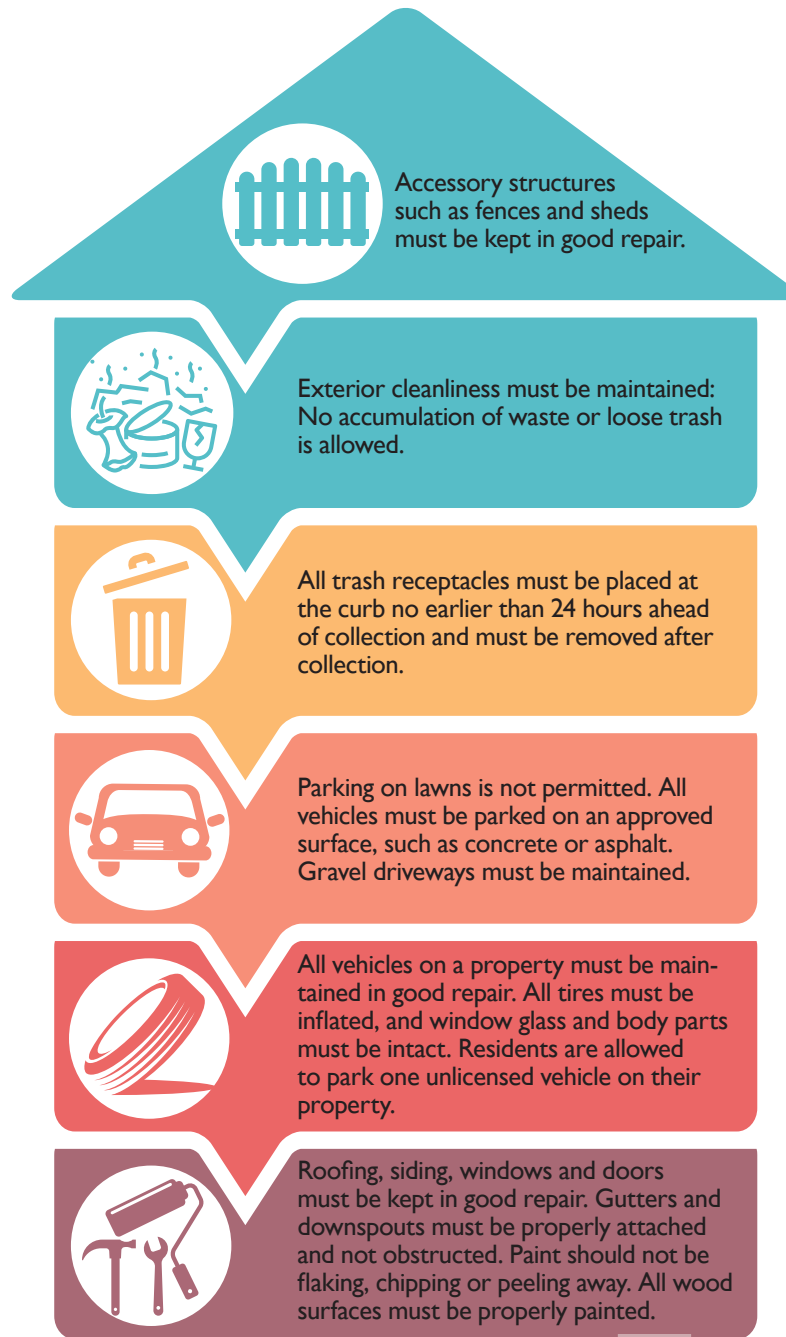 Accessory structures
such as fences and sheds
must be kept in good repair.
Exterior cleanliness must be maintained:
No accumulation of waste or loose trash
is allowed.
All trash receptacles must be placed at
the curb no earlier than 24 hours ahead
of collection and must be removed after
collection.
Parking on lawns is not permitted. All
vehicles must be parked on an approved
surface, such as concrete or asphalt.
Gravel driveways must be maintained.
All vehicles on a property must be main-
tained in good repair. All tires must be
inflated, and window glass and body parts
must be intact. Residents are allowed
to park one unlicensed vehicle on their
property.
Roofing, siding, windows and doors
must be kept in good repair. Gutters and
downspouts must be properly attached
and not obstructed. Paint should not be
flaking, chipping or peeling away. All wood
surfaces must be properly painted.